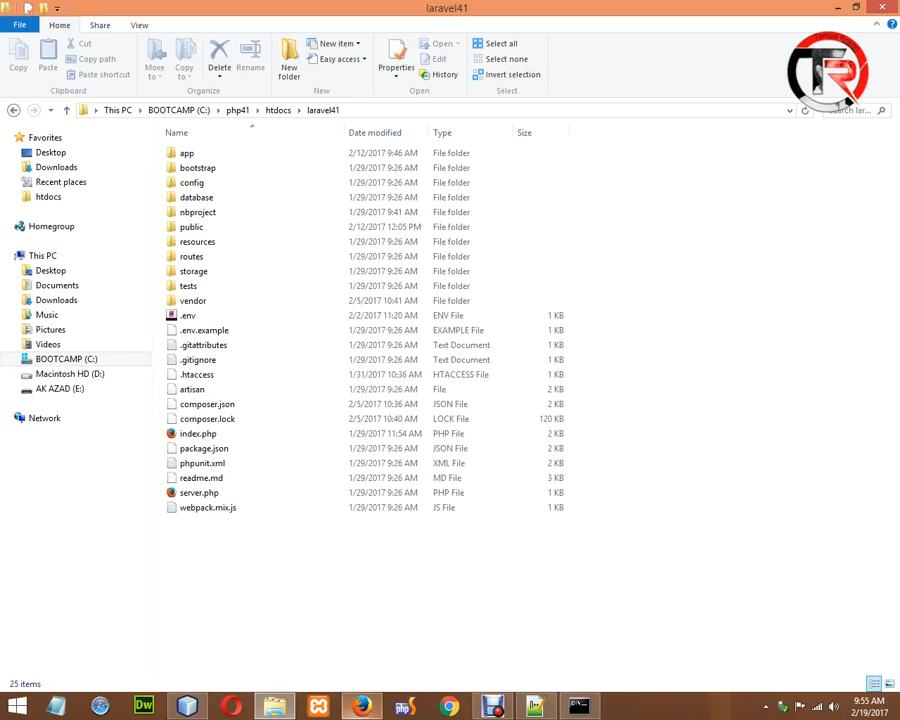 laravel41
File Home Share View
Copy
Paste
Cut
Copy path
Paste shortcut
Clipboard
Move to
Copy to
Delete
Rename
Organize
New folder
New item
Easy access
New
Properties
Open
Edit
History
Open
Select all
Select none
Invert selection
Select
TR
This PC BOOTCAMP (C:) php41 htdocs laravel41
Search lar...
Name Date modified Type Size
Favorites
Desktop
Downloads
Recent places
htdocs
Homegroup
This PC
Desktop
Documents
Downloads
Music
Pictures
Videos
BOOTCAMP (C:)
Macintosh HD (D:)
AK AZAD (E:)
Network
app 2/12/2017 9:46 AM File folder
bootstrap 1/29/2017 9:26 AM File folder
config 1/29/2017 9:26 AM File folder
database 1/29/2017 9:26 AM File folder
nbproject 1/29/2017 9:41 AM File folder
public 2/12/2017 12:05 PM File folder
resources 1/29/2017 9:26 AM File folder
routes 1/29/2017 9:26 AM File folder
storage 1/29/2017 9:26 AM File folder
tests 1/29/2017 9:26 AM File folder
vendor 2/5/2017 10:41 AM File folder
.env 2/2/2017 11:20 AM ENV File 1 KB
.env.example 1/29/2017 9:26 AM EXAMPLE File 1 KB
.gitattributes 1/29/2017 9:26 AM Text Document 1 KB
.gitignore 1/29/2017 9:26 AM Text Document 1 KB
.htaccess 1/31/2017 10:36 AM HTACCESS File 1 KB
artisan 1/29/2017 9:26 AM File 2 KB
composer.json 2/5/2017 10:36 AM JSON File 2 KB
composer.lock 2/5/2017 10:40 AM LOCK File 120 KB
index.php 1/29/2017 11:54 AM PHP File 2 KB
package.json 1/29/2017 9:26 AM JSON File 2 KB
phpunit.xml 1/29/2017 9:26 AM XML File 2 KB
readme.md 1/29/2017 9:26 AM MD File 3 KB
server.php 1/29/2017 9:26 AM PHP File 1 KB
webpack.mix.js 1/29/2017 9:26 AM JS File 1 KB
25 items
Dw
php
9:55 AM
2/19/2017